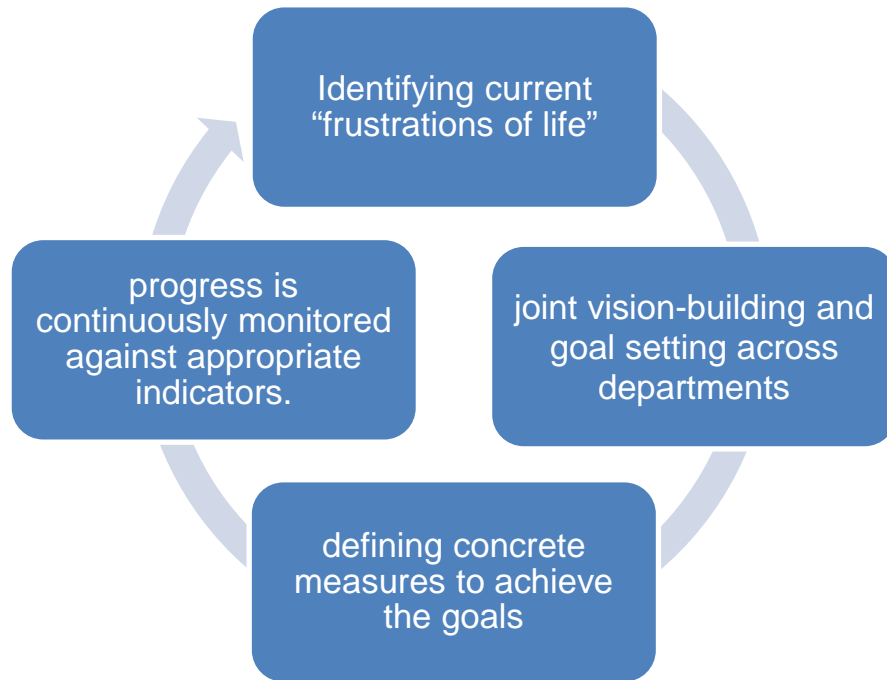 Identifying current
“frustrations of life”
joint vision-building and
goal setting across
departments
defining concrete
measures to achieve
the goals
progress is
continuously monitored
against appropriate
indicators.